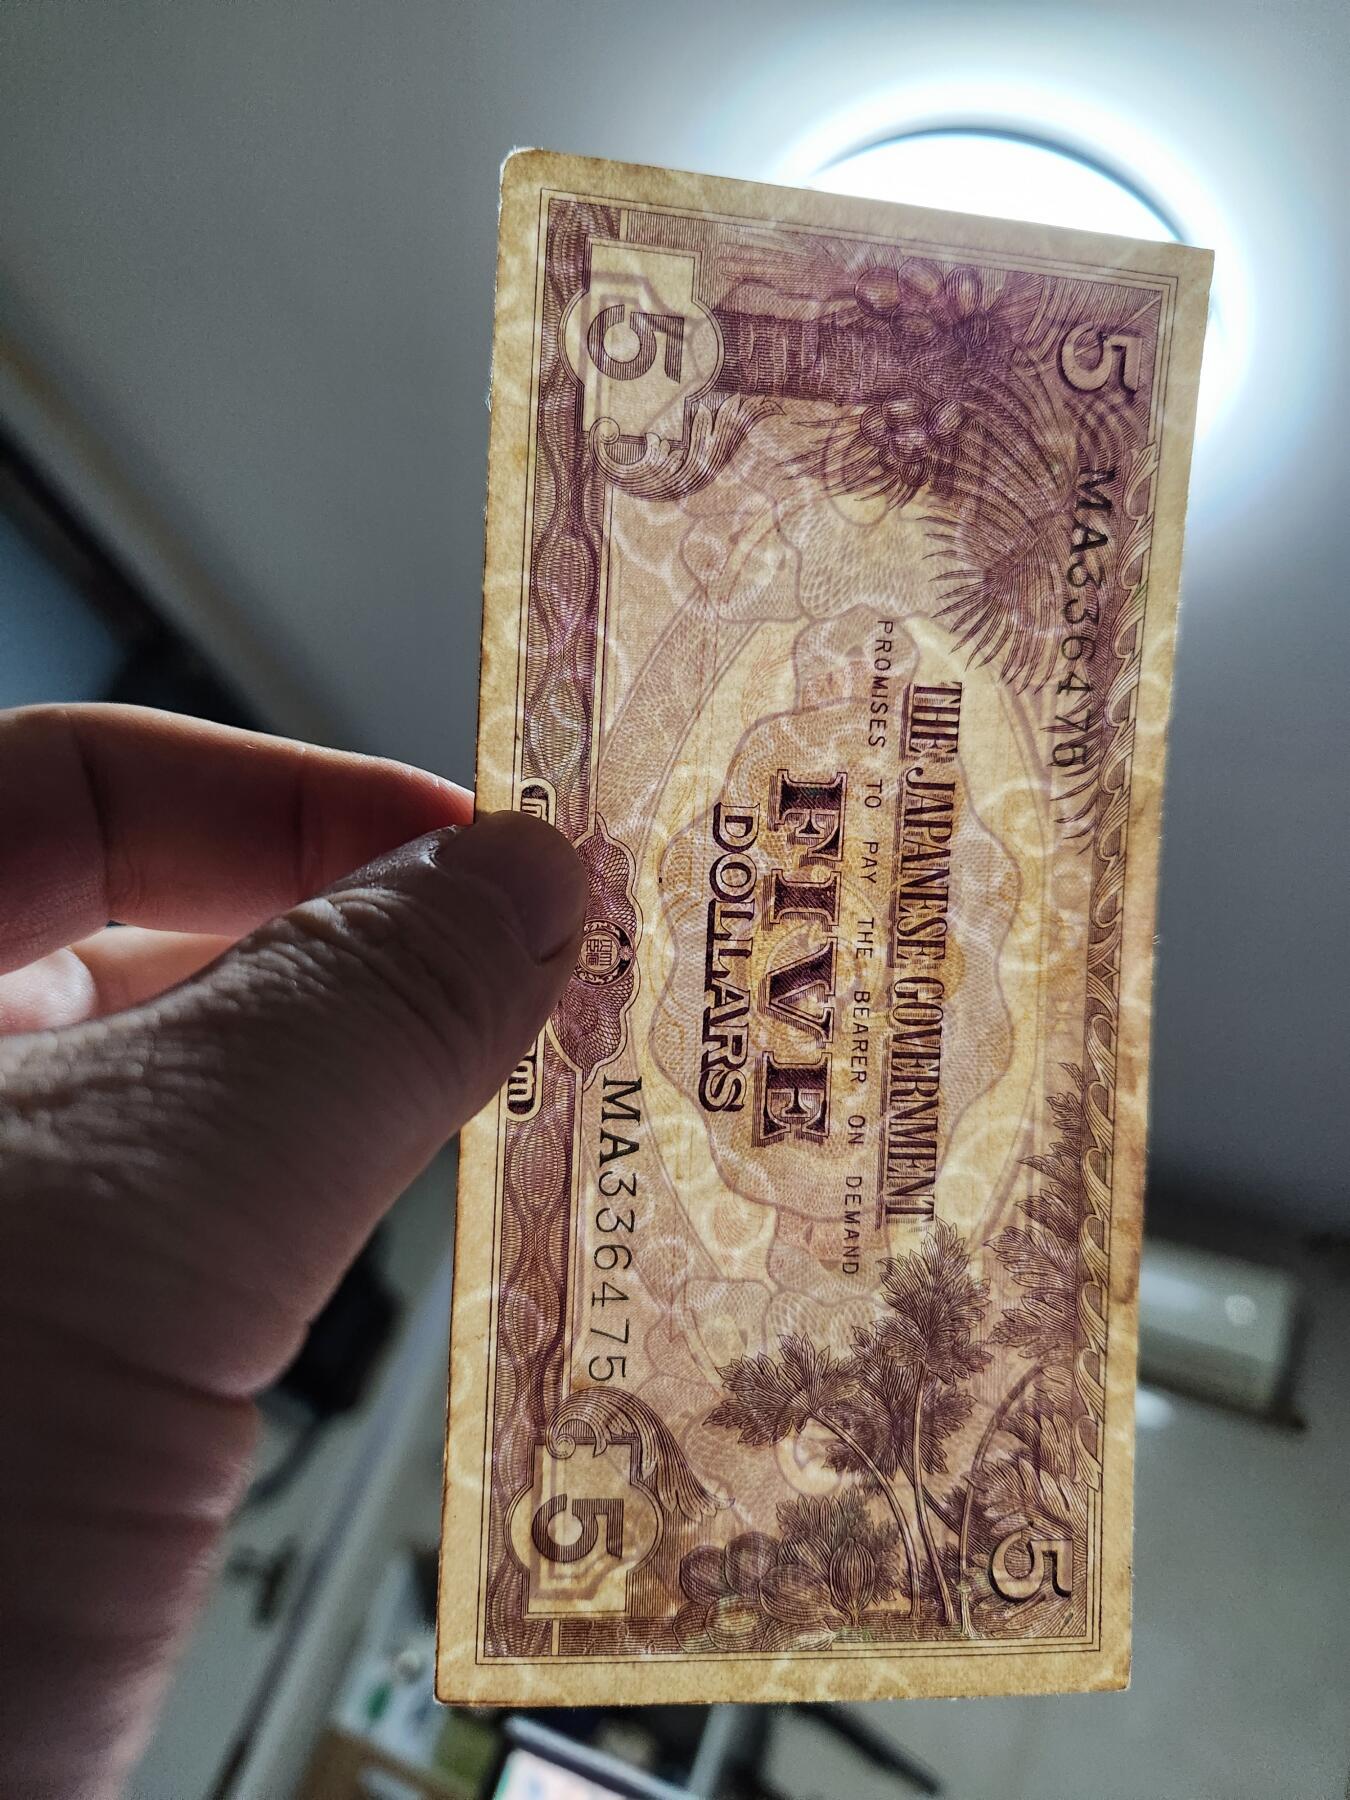 5
MA336476
5
THE JAPANESE GOVERNMENT
PROMISES TO PAY THE BEARER ON DEMAND
FIVE
DOLLARS
MA336475
5
5